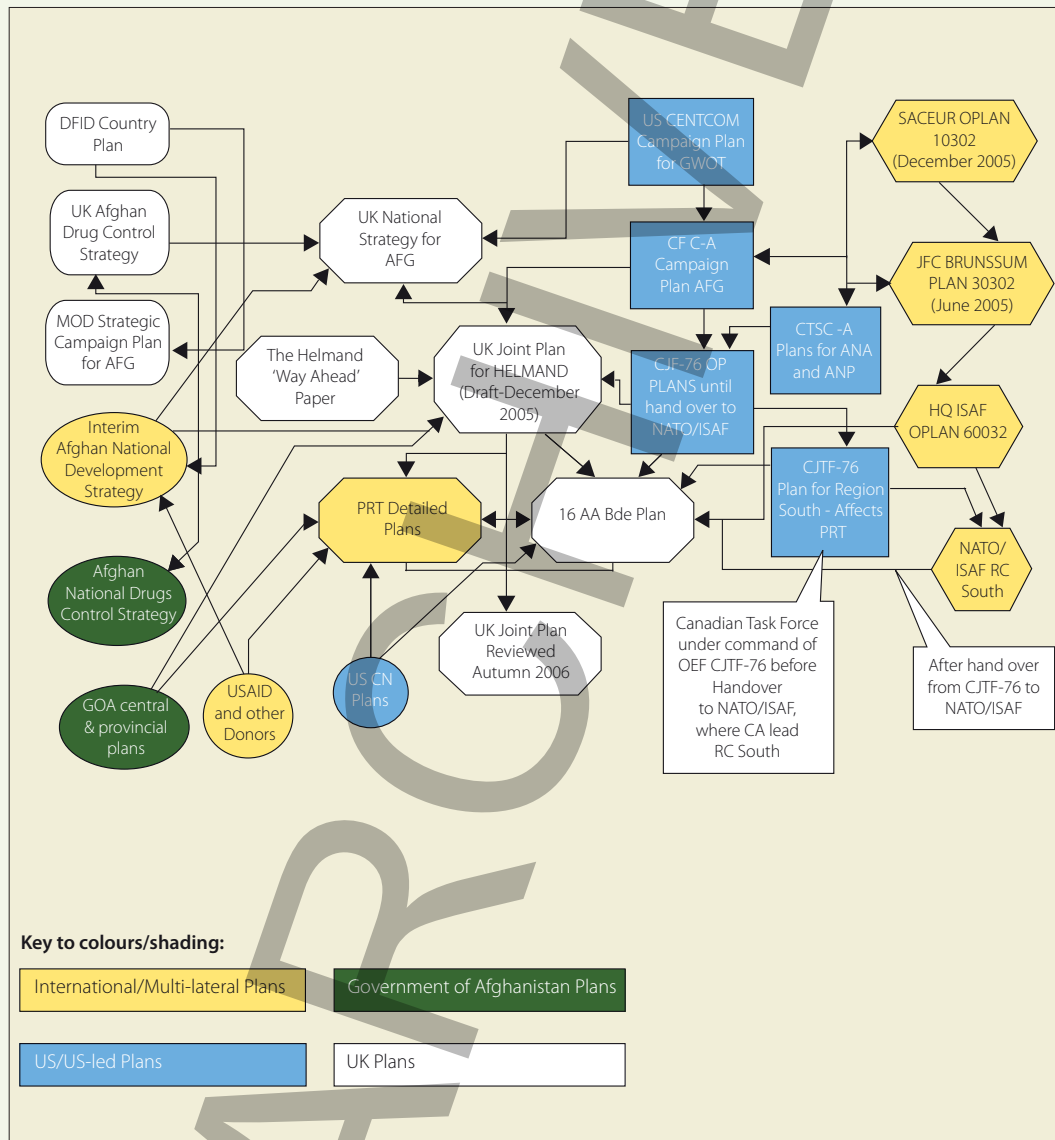 DFID Country
Plan
UK Afghan
Drug Control
Strategy
MOD Strategic
Campaign Plan
for AFG
Interim
Afghan National
Development
Strategy
Afghan
National Drugs
Control Strategy
GOA central
& provincial
plans
USAID
and other
Donors
UK National
Strategy for
AFG
The Helmand
'Way Ahead'
Paper
UK Joint Plan
for HELMAND
(Draft-December
2005)
PRT Detailed
Plans
16 AA Bde Plan
US CN
Plans
UK Joint Plan
Reviewed
Autumn 2006
US CENTCOM
Campaign Plan
for GWOT
CF C-A
Campaign
Plan AFG
CJF-76 OP
PLANS until
hand over to
NATO/ISAF
CTSC -A
Plans for ANA
and ANP
CJTF-76
Plan for Region
South - Affects
PRT
SACEUR OPLAN
10302
(December 2005)
JFC BRUNSSUM
PLAN 30302
(June 2005)
HQ ISAF
OPLAN 60032
NATO/
ISAF RC
South
Canadian Task Force
under command of
OEF CJTF-76 before
Handover
to NATO/ISAF,
where CA lead
RC South
After hand over
from CJTF-76 to
NATO/ISAF
Key to colours/shading:
International/Multi-lateral Plans
Government of Afghanistan Plans
US/US-led Plans
UK Plans
ARCHIVE